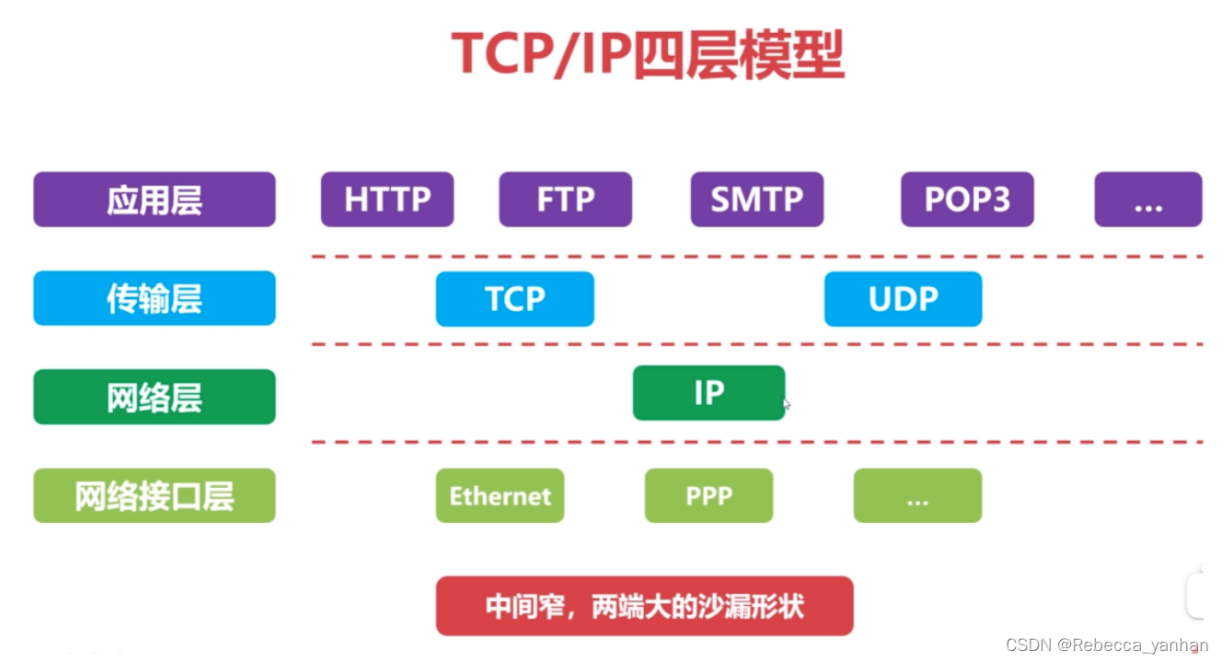 TCP/IP四层模型
应用层 HTTP FTP SMTP POP3 ...
传输层 TCP UDP
网络层 IP
网络接口层 Ethernet PPP ...
中间窄，两端大的沙漏形状
CSDN @Rebecca_yanhan